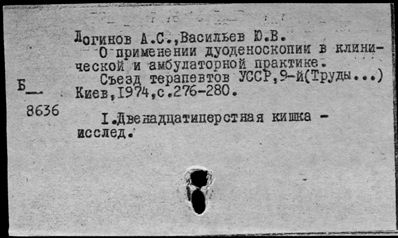 Логинов А.С.,Васильев Ю.В.
О применении дуоденоскопии в клини-
ческой и амбулаторной практике.
Съезд терапевтов УССР,9-й(Труды...)
Киев,1974,с.276-280.
Б
8636
I.Двенадцатиперстная кишка -
исслед.